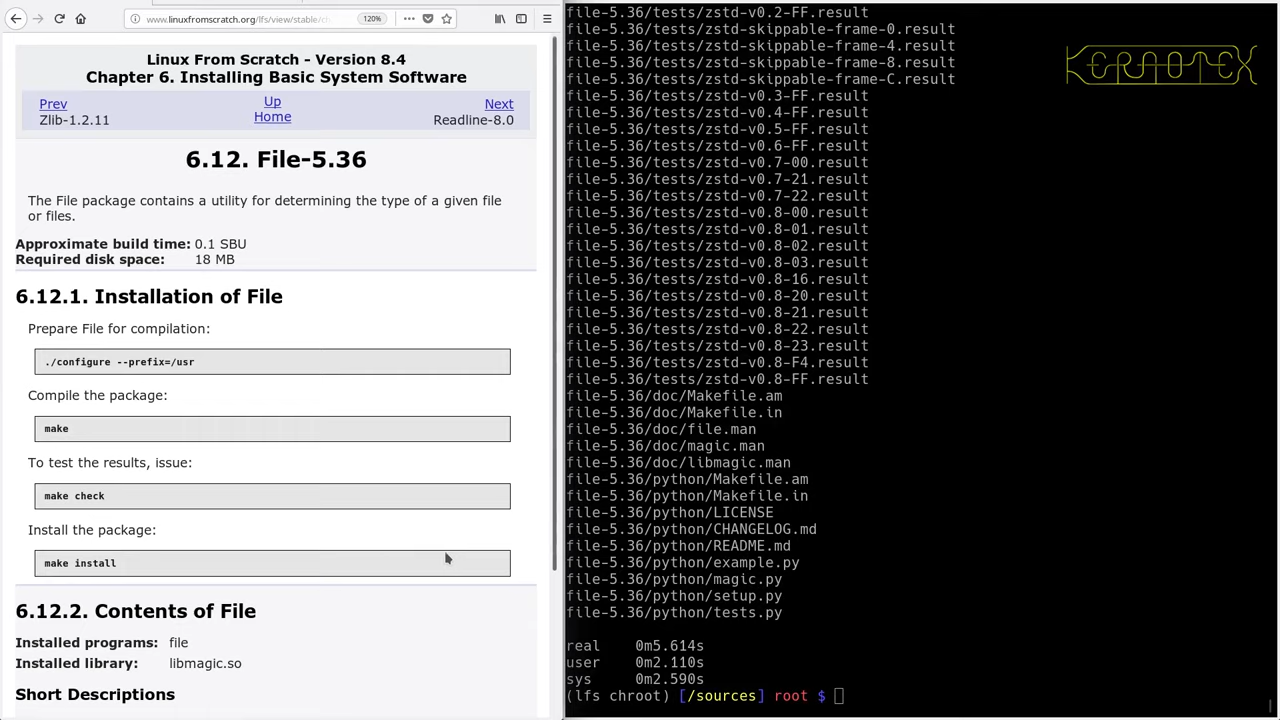 www.linuxfromscratch.org/lfs/view/stable/c
120%
Linux From Scratch - Version 8.4
Chapter 6. Installing Basic System Software
Prev
Up
Next
Zlib-1.2.11
Home
Readline-8.0
6.12. File-5.36
The File package contains a utility for determining the type of a given file
or files.
Approximate build time: 0.1 SBU
Required disk space: 18 MB
6.12.1. Installation of File
Prepare File for compilation:
./configure --prefix=/usr
Compile the package:
make
To test the results, issue:
make check
Install the package:
make install
6.12.2. Contents of File
Installed programs: file
Installed library: libmagic.so
Short Descriptions
file-5.36/tests/zstd-v0.2-FF.result
file-5.36/tests/zstd-skippable-frame-0.result
file-5.36/tests/zstd-skippable-frame-4.result
file-5.36/tests/zstd-skippable-frame-8.result
file-5.36/tests/zstd-skippable-frame-C.result
file-5.36/tests/zstd-v0.3-FF.result
file-5.36/tests/zstd-v0.4-FF.result
file-5.36/tests/zstd-v0.5-FF.result
file-5.36/tests/zstd-v0.6-FF.result
file-5.36/tests/zstd-v0.7-00.result
file-5.36/tests/zstd-v0.7-21.result
file-5.36/tests/zstd-v0.7-22.result
file-5.36/tests/zstd-v0.8-00.result
file-5.36/tests/zstd-v0.8-01.result
file-5.36/tests/zstd-v0.8-02.result
file-5.36/tests/zstd-v0.8-03.result
file-5.36/tests/zstd-v0.8-16.result
file-5.36/tests/zstd-v0.8-20.result
file-5.36/tests/zstd-v0.8-21.result
file-5.36/tests/zstd-v0.8-22.result
file-5.36/tests/zstd-v0.8-23.result
file-5.36/tests/zstd-v0.8-F4.result
file-5.36/tests/zstd-v0.8-FF.result
file-5.36/doc/Makefile.am
file-5.36/doc/Makefile.in
file-5.36/doc/file.man
file-5.36/doc/magic.man
file-5.36/doc/libmagic.man
file-5.36/python/Makefile.am
file-5.36/python/Makefile.in
file-5.36/python/LICENSE
file-5.36/python/CHANGELOG.md
file-5.36/python/README.md
file-5.36/python/example.py
file-5.36/python/magic.py
file-5.36/python/setup.py
file-5.36/python/tests.py
real 0m5.614s
user 0m2.110s
sys 0m2.590s
(lfs chroot) [/sources] root $